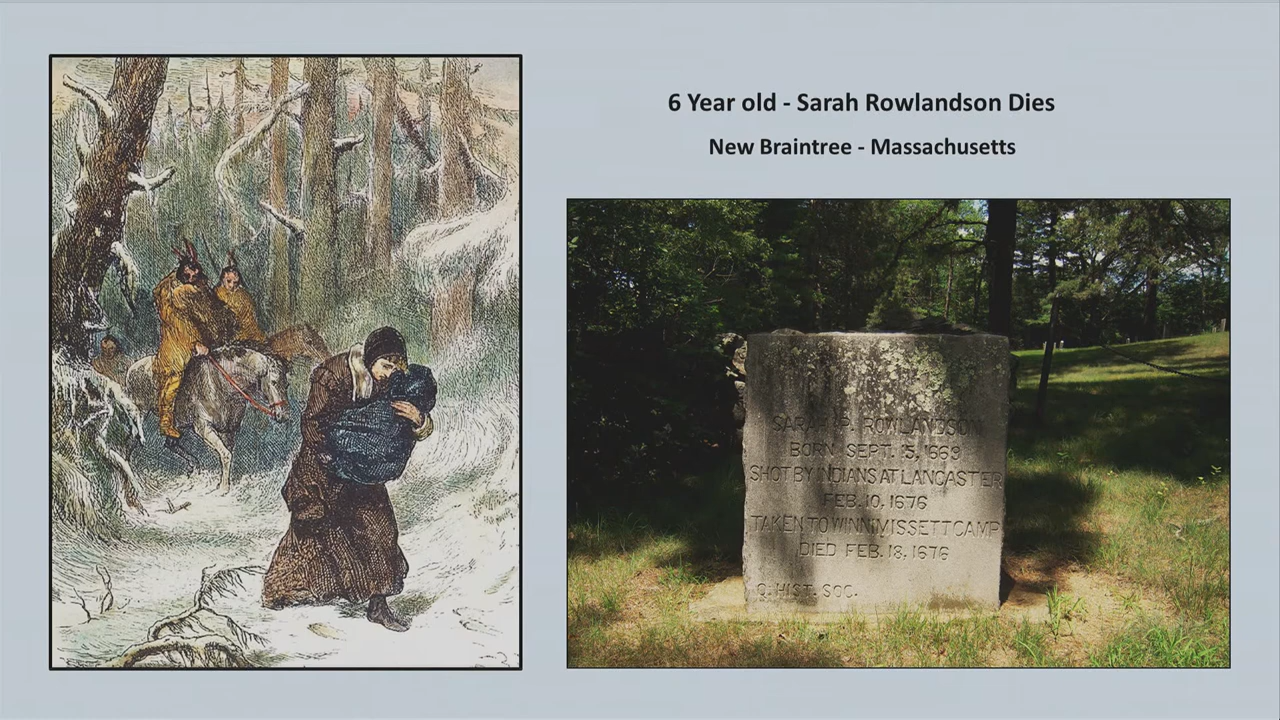 6 Year old - Sarah Rowlandson Dies
New Braintree - Massachusetts
SARAH P. ROWLANDSON
BORN SEPT. 15, 1669
SHOT BY INDIANS AT LANCASTER
FEB. 10, 1676
TAKEN TO WINNIMISSETT CAMP
DIED FEB. 18, 1676
Q. HIST. SOC.